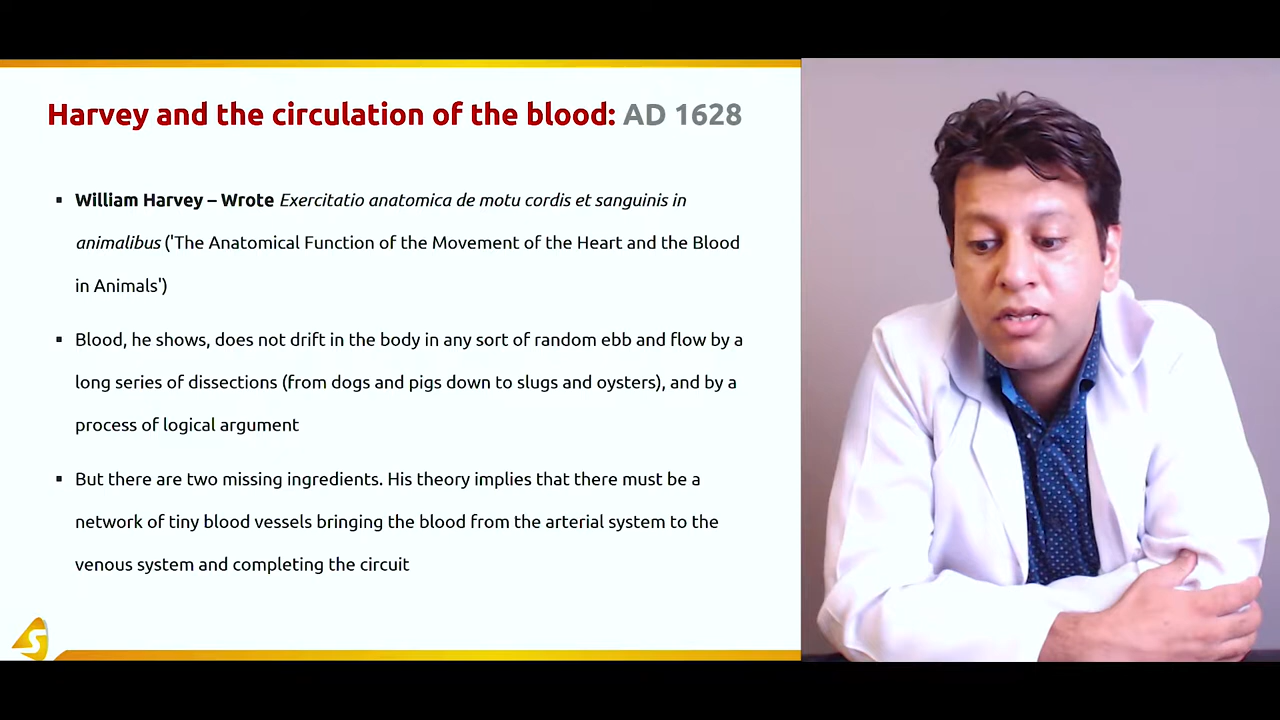 Harvey and the circulation of the blood: AD 1628
▪ William Harvey – Wrote Exercitatio anatomica de motu cordis et sanguinis in
animalibus ('The Anatomical Function of the Movement of the Heart and the Blood
in Animals')
▪ Blood, he shows, does not drift in the body in any sort of random ebb and flow by a
long series of dissections (from dogs and pigs down to slugs and oysters), and by a
process of logical argument
▪ But there are two missing ingredients. His theory implies that there must be a
network of tiny blood vessels bringing the blood from the arterial system to the
venous system and completing the circuit
S